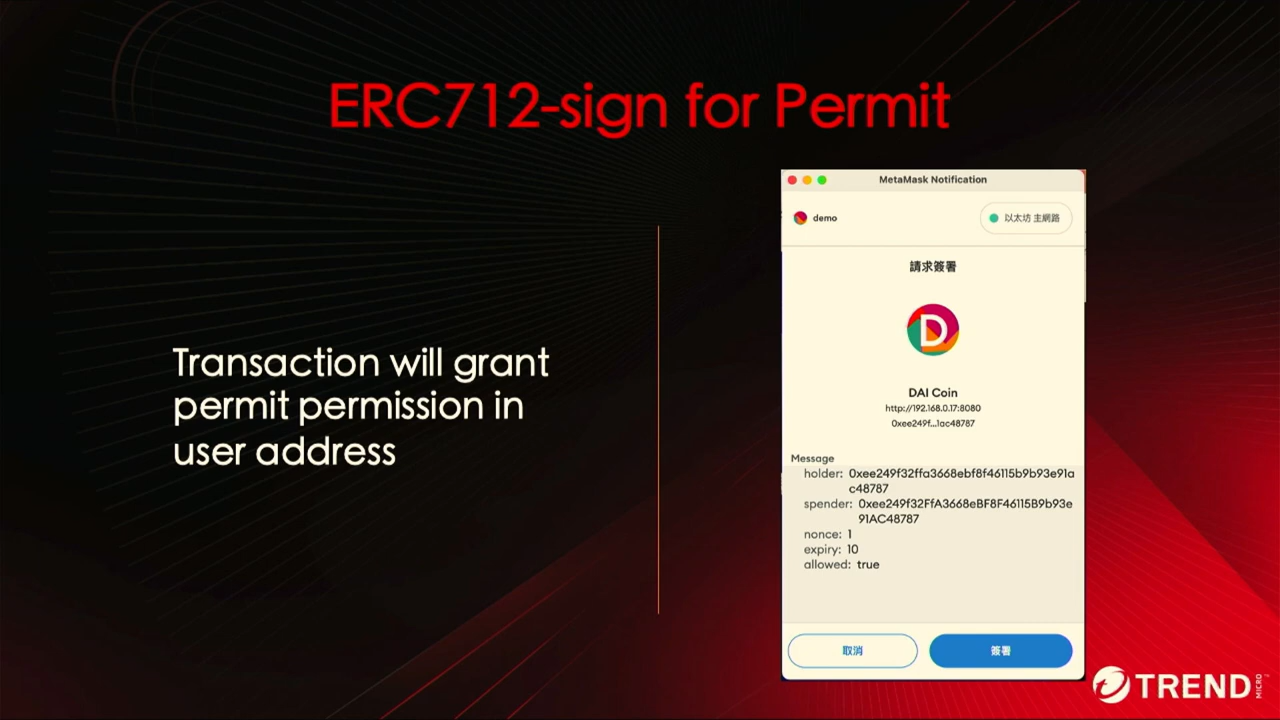 ERC712-sign for Permit
Transaction will grant
permit permission in
user address
MetaMask Notification
demo
以太坊 主網路
請求簽署
D
DAI Coin
http://192.168.0.17:8080
0xee249f...1ac48787
Message
holder: 0xee249f32ffa3668ebf8f46115b9b93e91a
c48787
spender: 0xee249f32FfA3668eBF8F46115B9b93e
91AC48787
nonce: 1
expiry: 10
allowed: true
取消
簽署
TREND MICRO